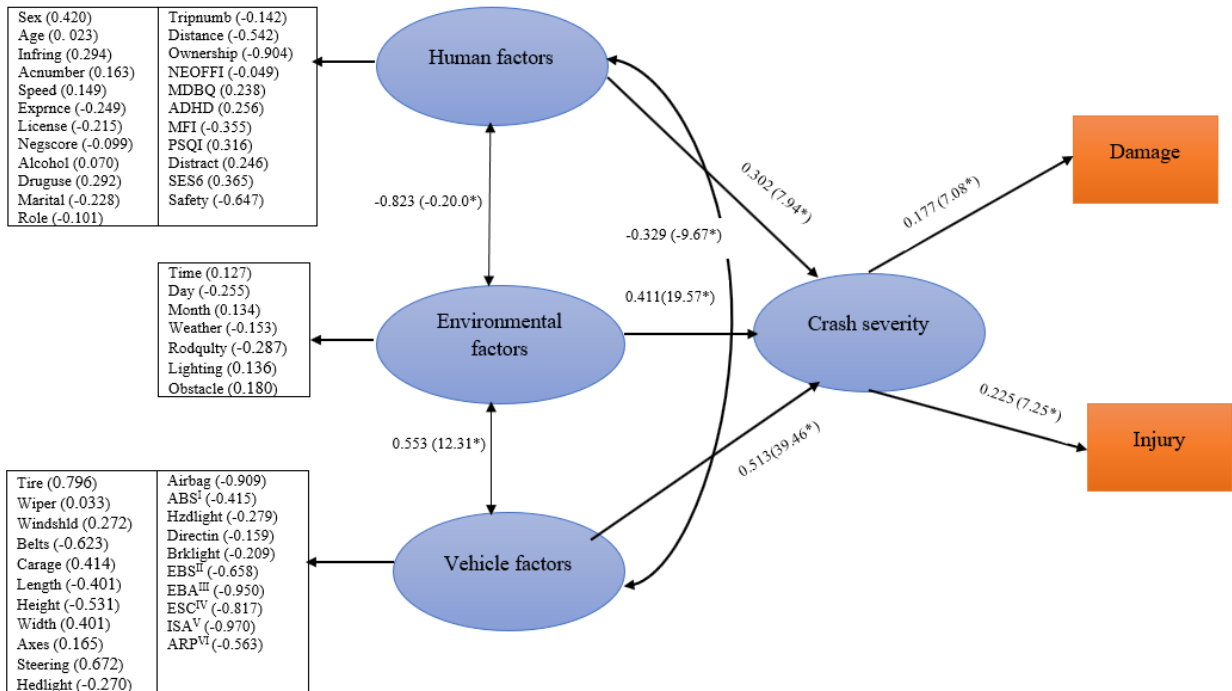 Sex (0.420)
Age (0. 023)
Infring (0.294)
Acnumber (0.163)
Speed (0.149)
Exprnce (-0.249)
License (-0.215)
Negscore (-0.099)
Alcohol (0.070)
Druguse (0.292)
Marital (-0.228)
Role (-0.101)
Tripnumb (-0.142)
Distance (-0.542)
Ownership (-0.904)
NEOFFI (-0.049)
MDBQ (0.238)
ADHD (0.256)
MFI (-0.355)
PSQI (0.316)
Distract (0.246)
SES6 (0.365)
Safety (-0.647)
Human factors
-0.823 (-0.20.0*)
0.302 (7.94*)
-0.329 (-9.67*)
Time (0.127)
Day (-0.255)
Month (0.134)
Weather (-0.153)
Rodqulty (-0.287)
Lighting (0.136)
Obstacle (0.180)
Environmental
factors
0.411(19.57*)
Crash severity
0.177 (7.08*)
Damage
0.225 (7.25*)
Injury
0.553 (12.31*)
0.513(39.46*)
Tire (0.796)
Wiper (0.033)
Windshld (0.272)
Belts (-0.623)
Carage (0.414)
Length (-0.401)
Height (-0.531)
Width (0.401)
Axes (0.165)
Steering (0.672)
Hedlight (-0.270)
Airbag (-0.909)
ABS^I (-0.415)
Hzdlight (-0.279)
Directin (-0.159)
Brklight (-0.209)
EBS^II (-0.658)
EBA^III (-0.950)
ESC^IV (-0.817)
ISA^V (-0.970)
ARP^VI (-0.563)
Vehicle factors